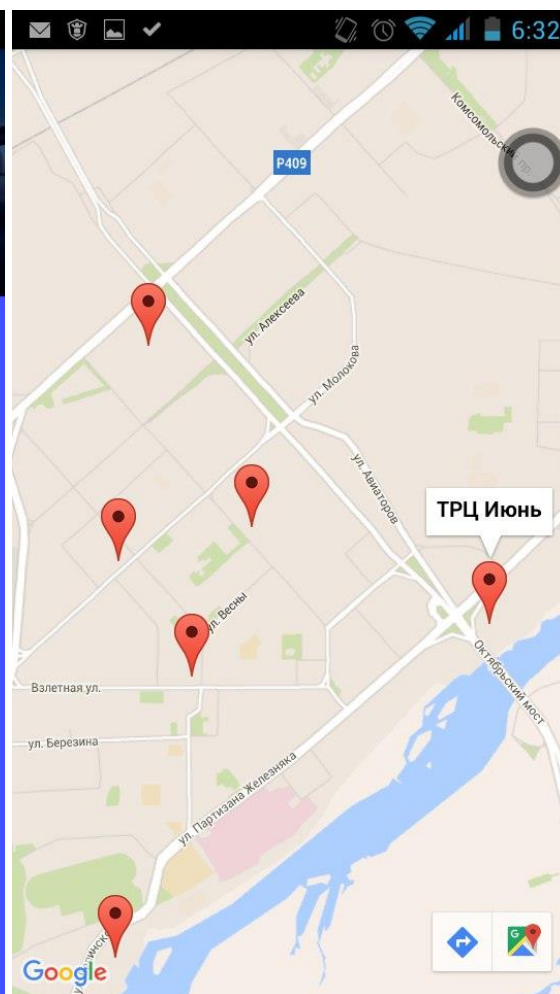 6:32
Комсомольский пр.
P409
ул. Алексеева
ул. Молокова
ул. Авиаторов
ТРЦ Июнь
ул. Весны
Октябрьский мост
Взлетная ул.
ул. Березина
ул. Партизана Железняка
Google